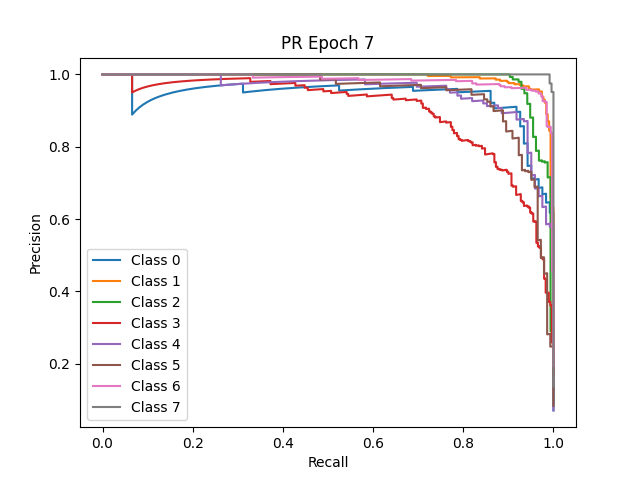 PR Epoch 7
1.0
0.8
0.6
0.4
0.2
Precision
Class 0
Class 1
Class 2
Class 3
Class 4
Class 5
Class 6
Class 7
0.0 0.2 0.4 0.6 0.8 1.0
Recall